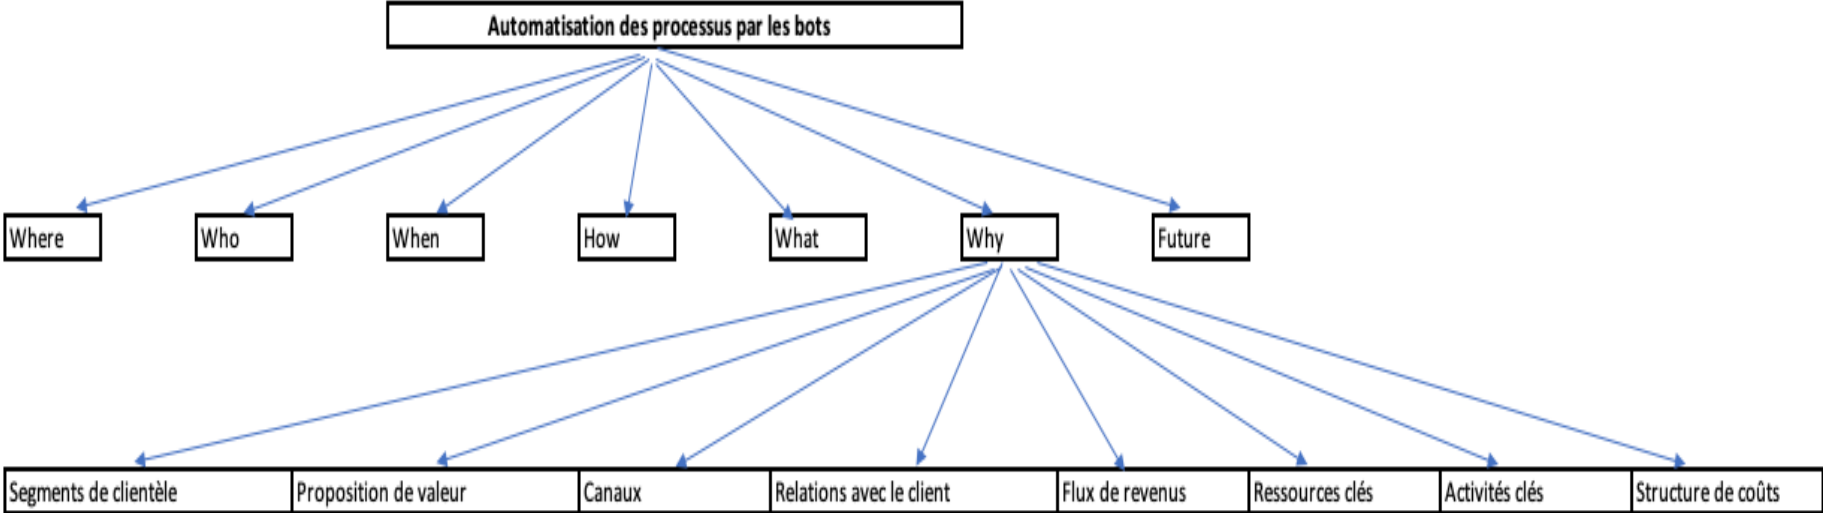 Automatisation des processus par les bots
Where
Who
When
How
What
Why
Future
Segments de clientèle
Proposition de valeur
Canaux
Relations avec le client
Flux de revenus
Ressources clés
Activités clés
Structure de coûts